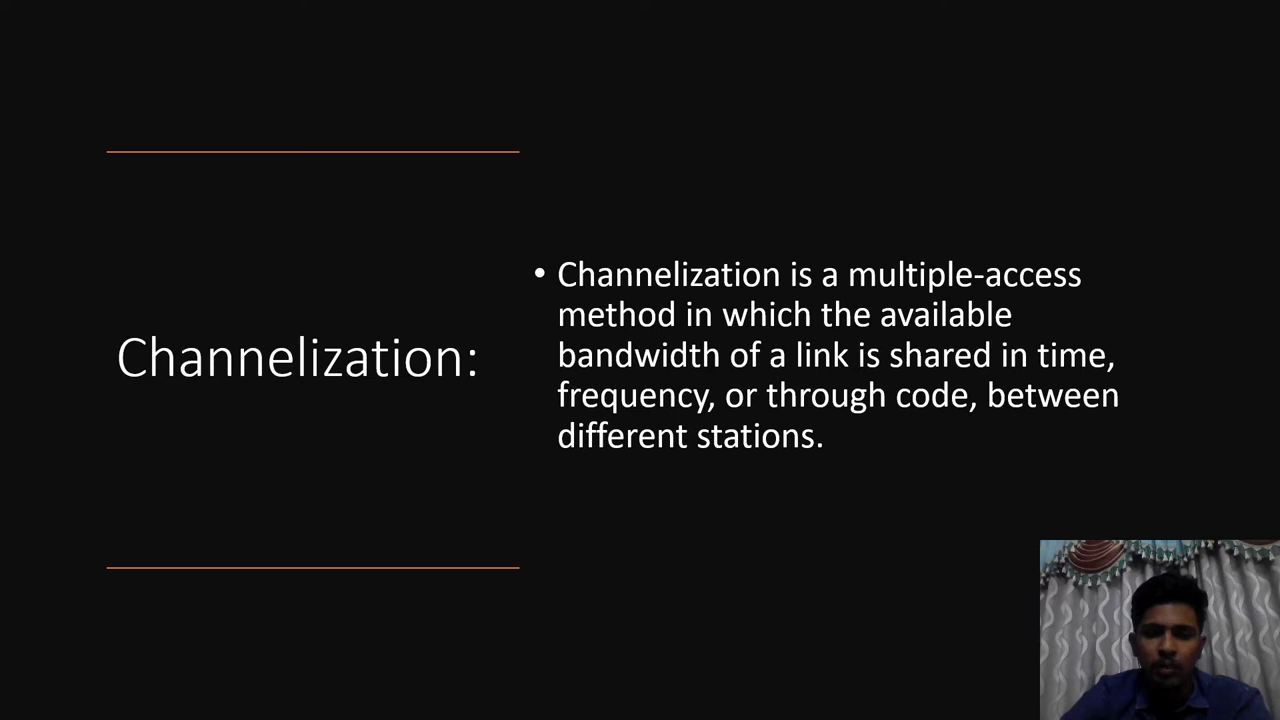 Channelization:
• Channelization is a multiple-access
method in which the available
bandwidth of a link is shared in time,
frequency, or through code, between
different stations.